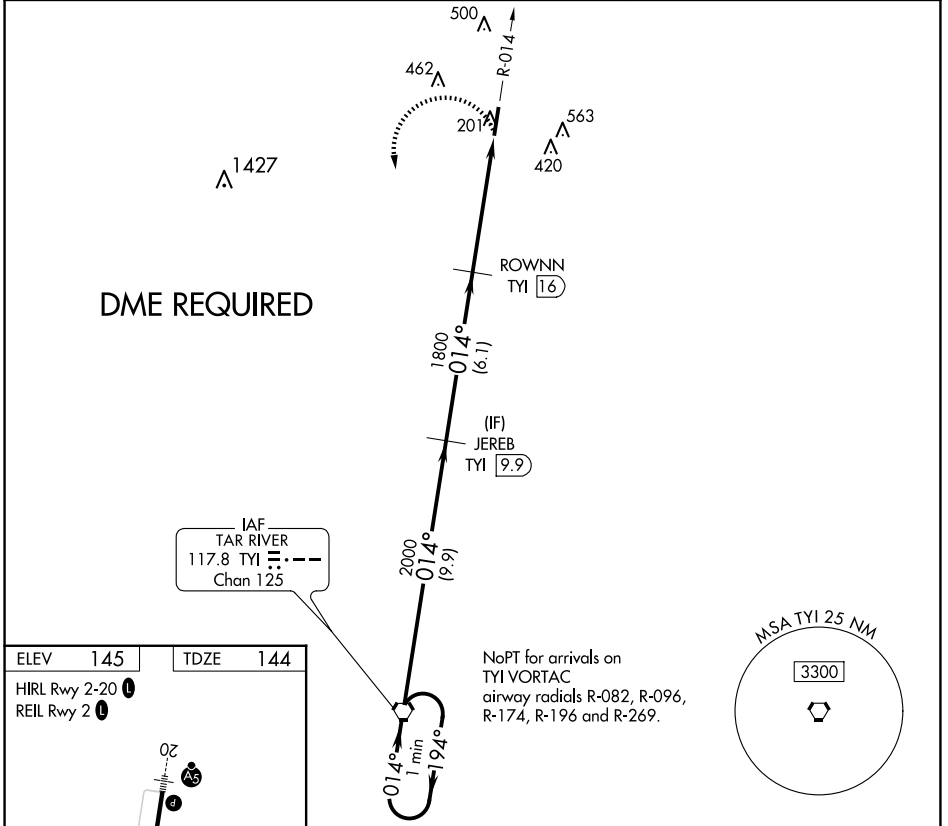 500
R-014
462
201
563
420
1427
ROWNN
TYI 16
DME REQUIRED
1800
014°
(6.1)
(IF)
JEREB
TYI 9.9
IAF
TAR RIVER
117.8 TYI
Chan 125
2000
014°
(9.9)
MSA TYI 25 NM
3300
NoPT for arrivals on
TYI VORTAC
airway radials R-082, R-096,
R-174, R-196 and R-269.
014°
1 min
194°
ELEV 145
TDZE 144
HIRL Rwy 2-20 L
REIL Rwy 2 L
20
A5
P